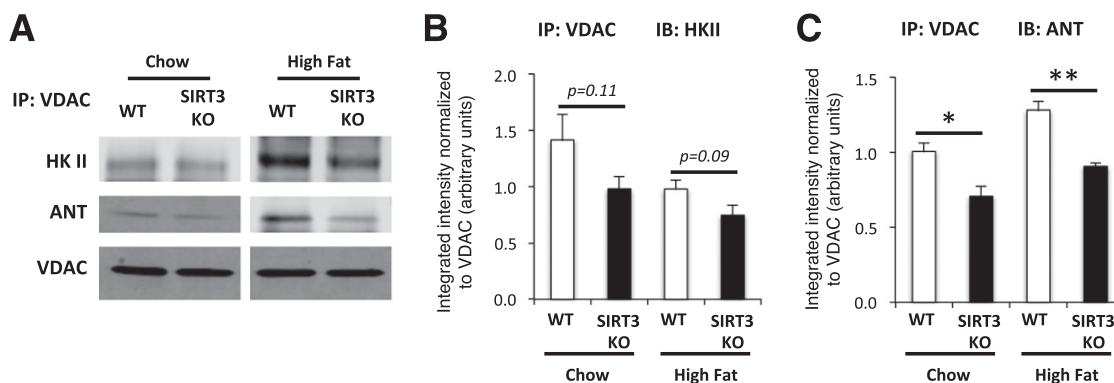 A
Chow
High Fat
IP: VDAC
WT
SIRT3
KO
WT
SIRT3
KO
HK II
ANT
VDAC
B
IP: VDAC
IB: HKII
Integrated intensity normalized
to VDAC (arbitrary units)
2.0
1.5
1.0
0.5
0.0
p=0.11
p=0.09
WT
SIRT3
KO
WT
SIRT3
KO
Chow
High Fat
C
IP: VDAC
IB: ANT
Integrated intensity normalized
to VDAC (arbitrary units)
1.5
1.0
0.5
0.0
*
**
WT
SIRT3
KO
WT
SIRT3
KO
Chow
High Fat